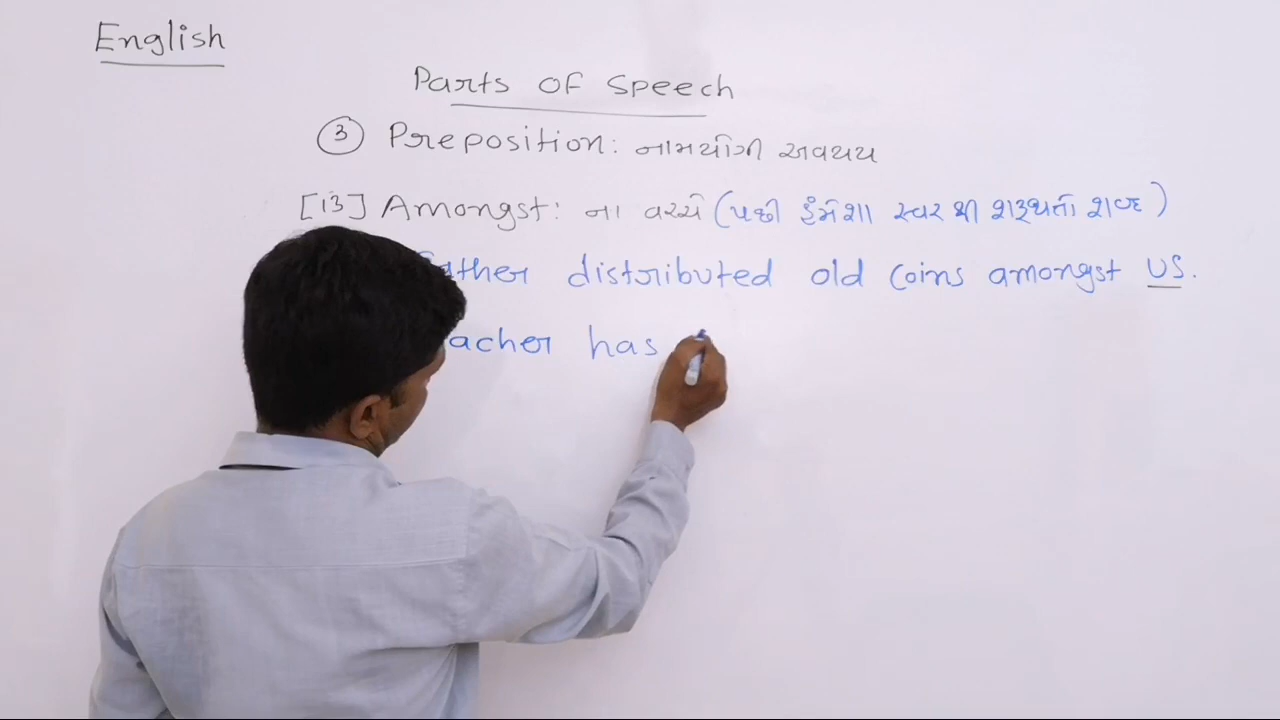 English
Parts of Speech
3 Preposition: નામયોગી અવયય
[13] Amongst: ના વચ્ચે (પછી હંમેશા સ્વર થી શરૂથતો શબ્દ)
father distributed old coins amongst us.
acher has